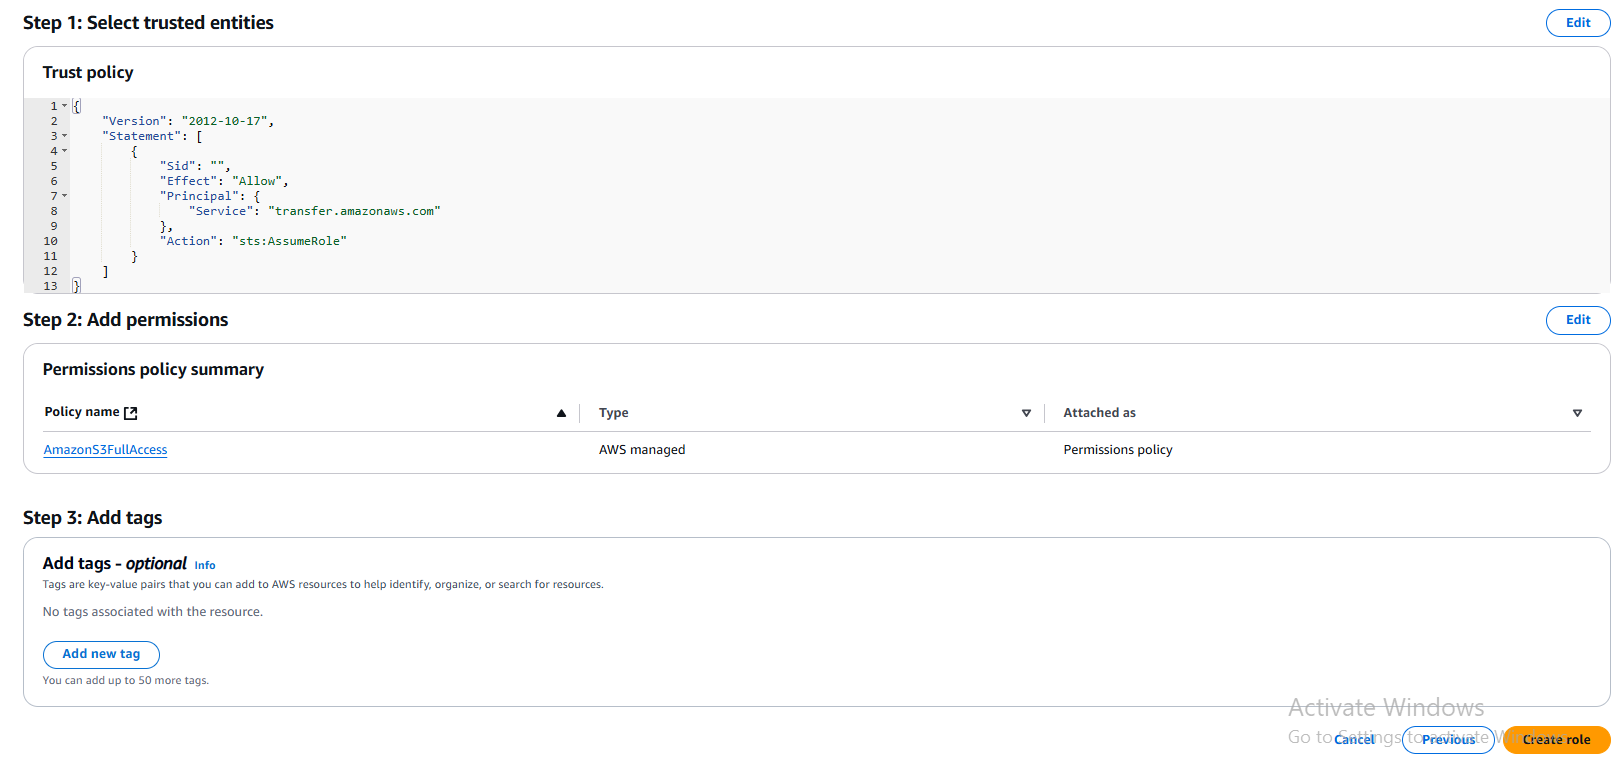 Step 1: Select trusted entities
Edit
Trust policy
1 {
2 "Version": "2012-10-17",
3 "Statement": [
4 {
5 "Sid": "",
6 "Effect": "Allow",
7 "Principal": {
8 "Service": "transfer.amazonaws.com"
9 },
10 "Action": "sts:AssumeRole"
11 }
12 ]
13 }
Step 2: Add permissions
Edit
Permissions policy summary
Policy name Type Attached as
AmazonS3FullAccess AWS managed Permissions policy
Step 3: Add tags
Add tags - optional Info
Tags are key-value pairs that you can add to AWS resources to help identify, organize, or search for resources.
No tags associated with the resource.
Add new tag
You can add up to 50 more tags.
Activate Windows
Go to Settings to activate
Cancel Previous Create role